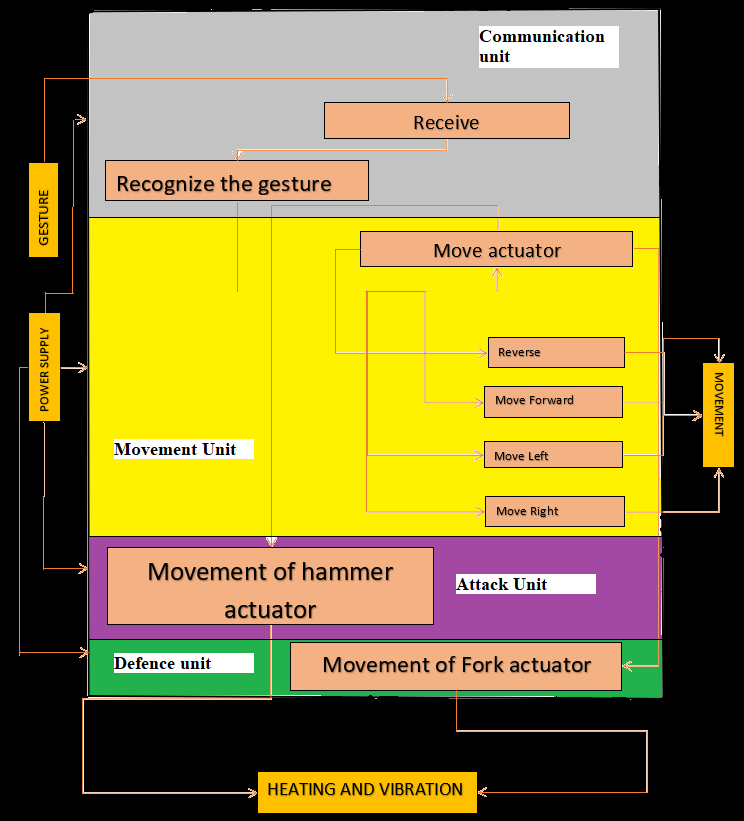 Communication
unit
Receive
Recognize the gesture
GESTURE
Move actuator
POWER SUPPLY
Reverse
Move Forward
MOVEMENT
Movement Unit
Move Left
Move Right
Movement of hammer
actuator
Attack Unit
Defence unit
Movement of Fork actuator
HEATING AND VIBRATION